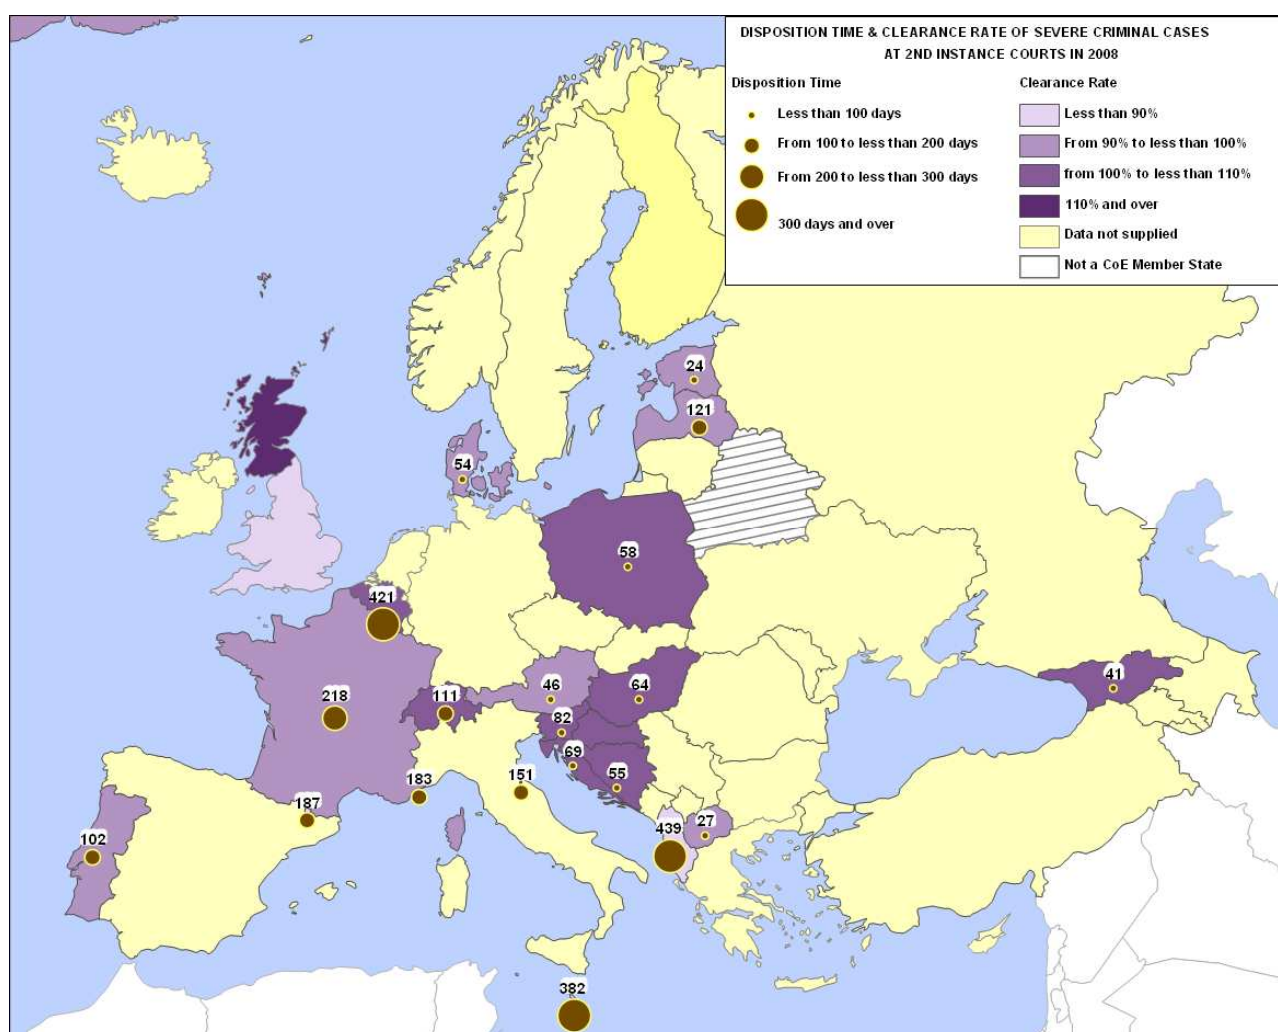 DISPOSITION TIME & CLEARANCE RATE OF SEVERE CRIMINAL CASES
AT 2ND INSTANCE COURTS IN 2008
Disposition Time
Less than 100 days
From 100 to less than 200 days
From 200 to less than 300 days
300 days and over
Clearance Rate
Less than 90%
From 90% to less than 100%
from 100% to less than 110%
110% and over
Data not supplied
Not a CoE Member State
24
121
54
58
421
41
46
64
111
218
82
69
151
55
183
187
27
439
102
382